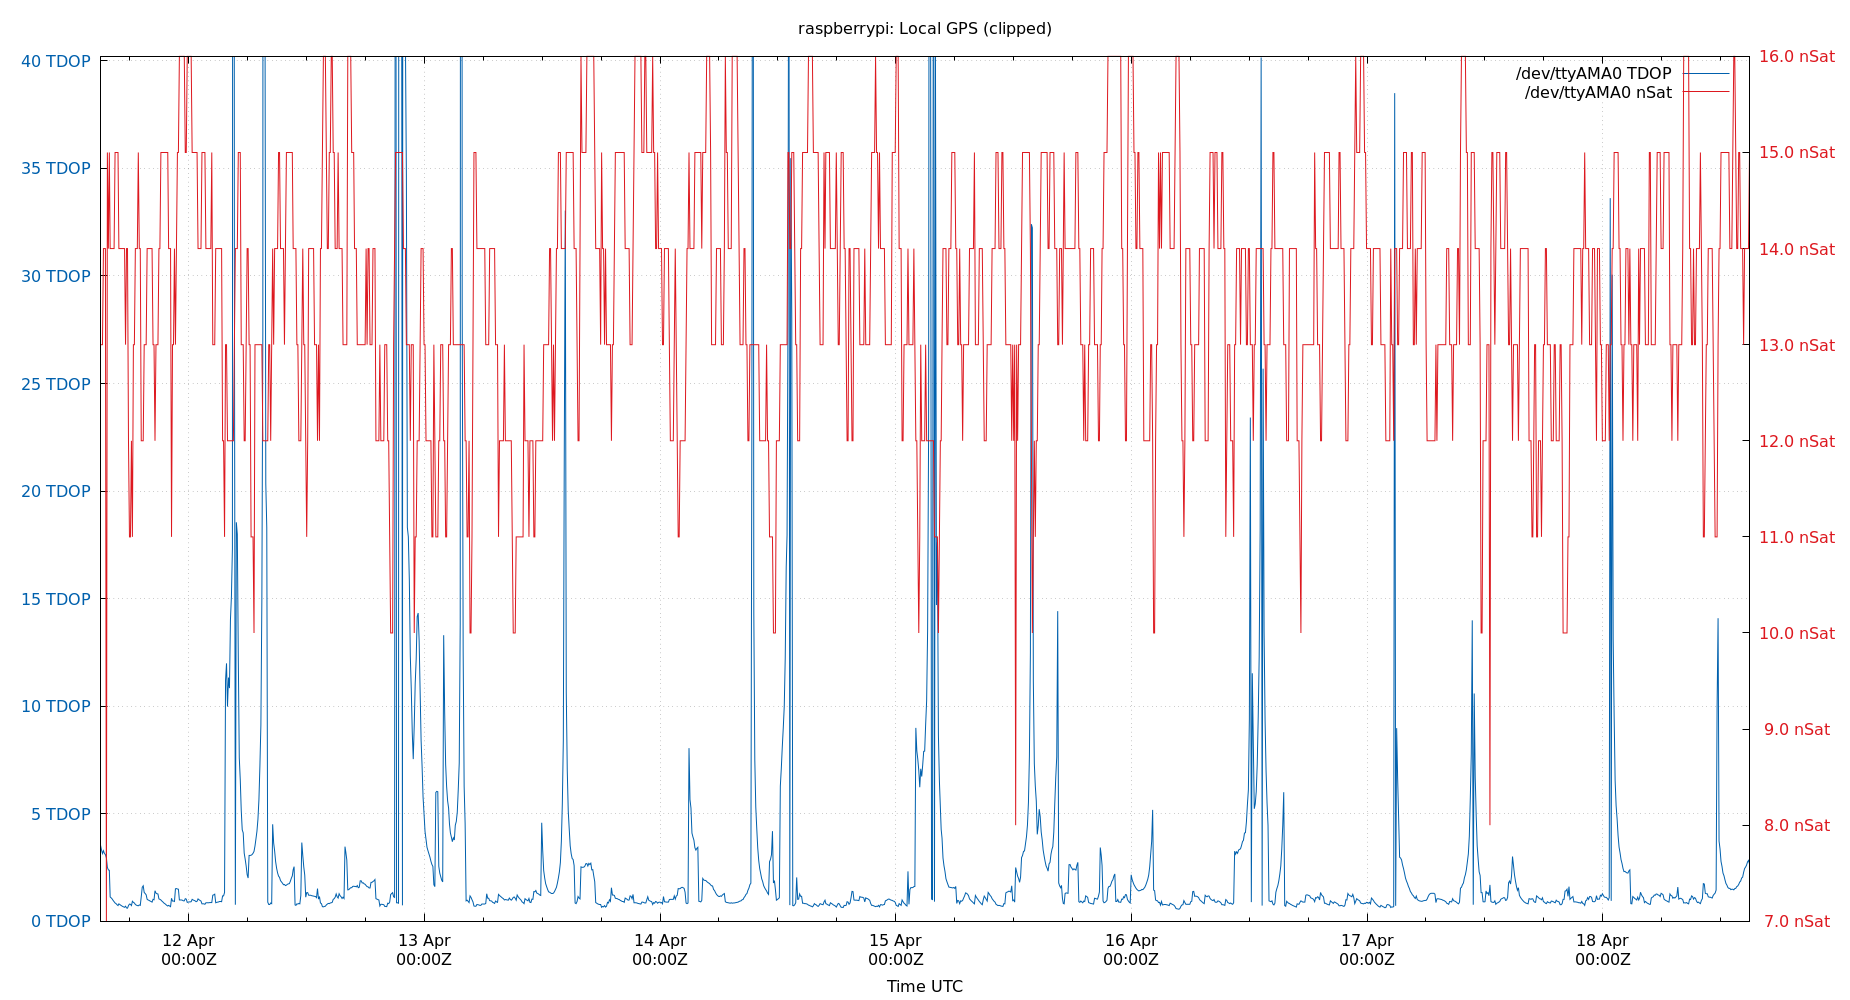 raspberrypi: Local GPS (clipped)
/dev/ttyAMA0 TDOP
/dev/ttyAMA0 nSat
40 TDOP
35 TDOP
30 TDOP
25 TDOP
20 TDOP
15 TDOP
10 TDOP
5 TDOP
0 TDOP
16.0 nSat
15.0 nSat
14.0 nSat
13.0 nSat
12.0 nSat
11.0 nSat
10.0 nSat
9.0 nSat
8.0 nSat
7.0 nSat
12 Apr
00:00Z
13 Apr
00:00Z
14 Apr
00:00Z
15 Apr
00:00Z
16 Apr
00:00Z
17 Apr
00:00Z
18 Apr
00:00Z
Time UTC